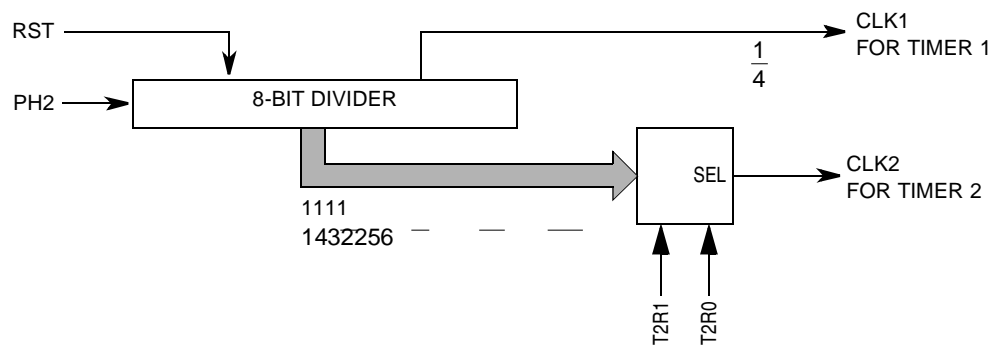 RST
CLK1
FOR TIMER 1
1
4
PH2
8-BIT DIVIDER
SEL
CLK2
FOR TIMER 2
1111
1432256
T2R1
T2R0